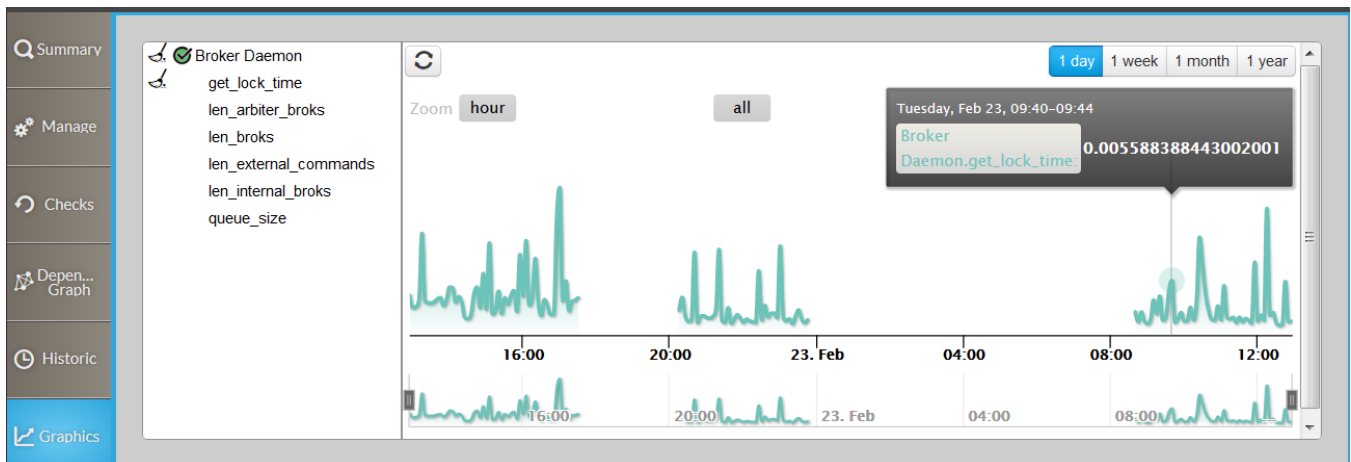 Summary
Manage
Checks
Depen...
Graph
Historic
Graphics
Broker Daemon
get_lock_time
len_arbiter_broks
len_broks
len_external_commands
len_internal_broks
queue_size
1 day 1 week 1 month 1 year
Zoom hour all
Tuesday, Feb 23, 09:40–09:44
Broker
Daemon.get_lock_time: 0.005588388443002001
16:00 20:00 23. Feb 04:00 08:00 12:00
16:00 20:00 23. Feb 04:00 08:00